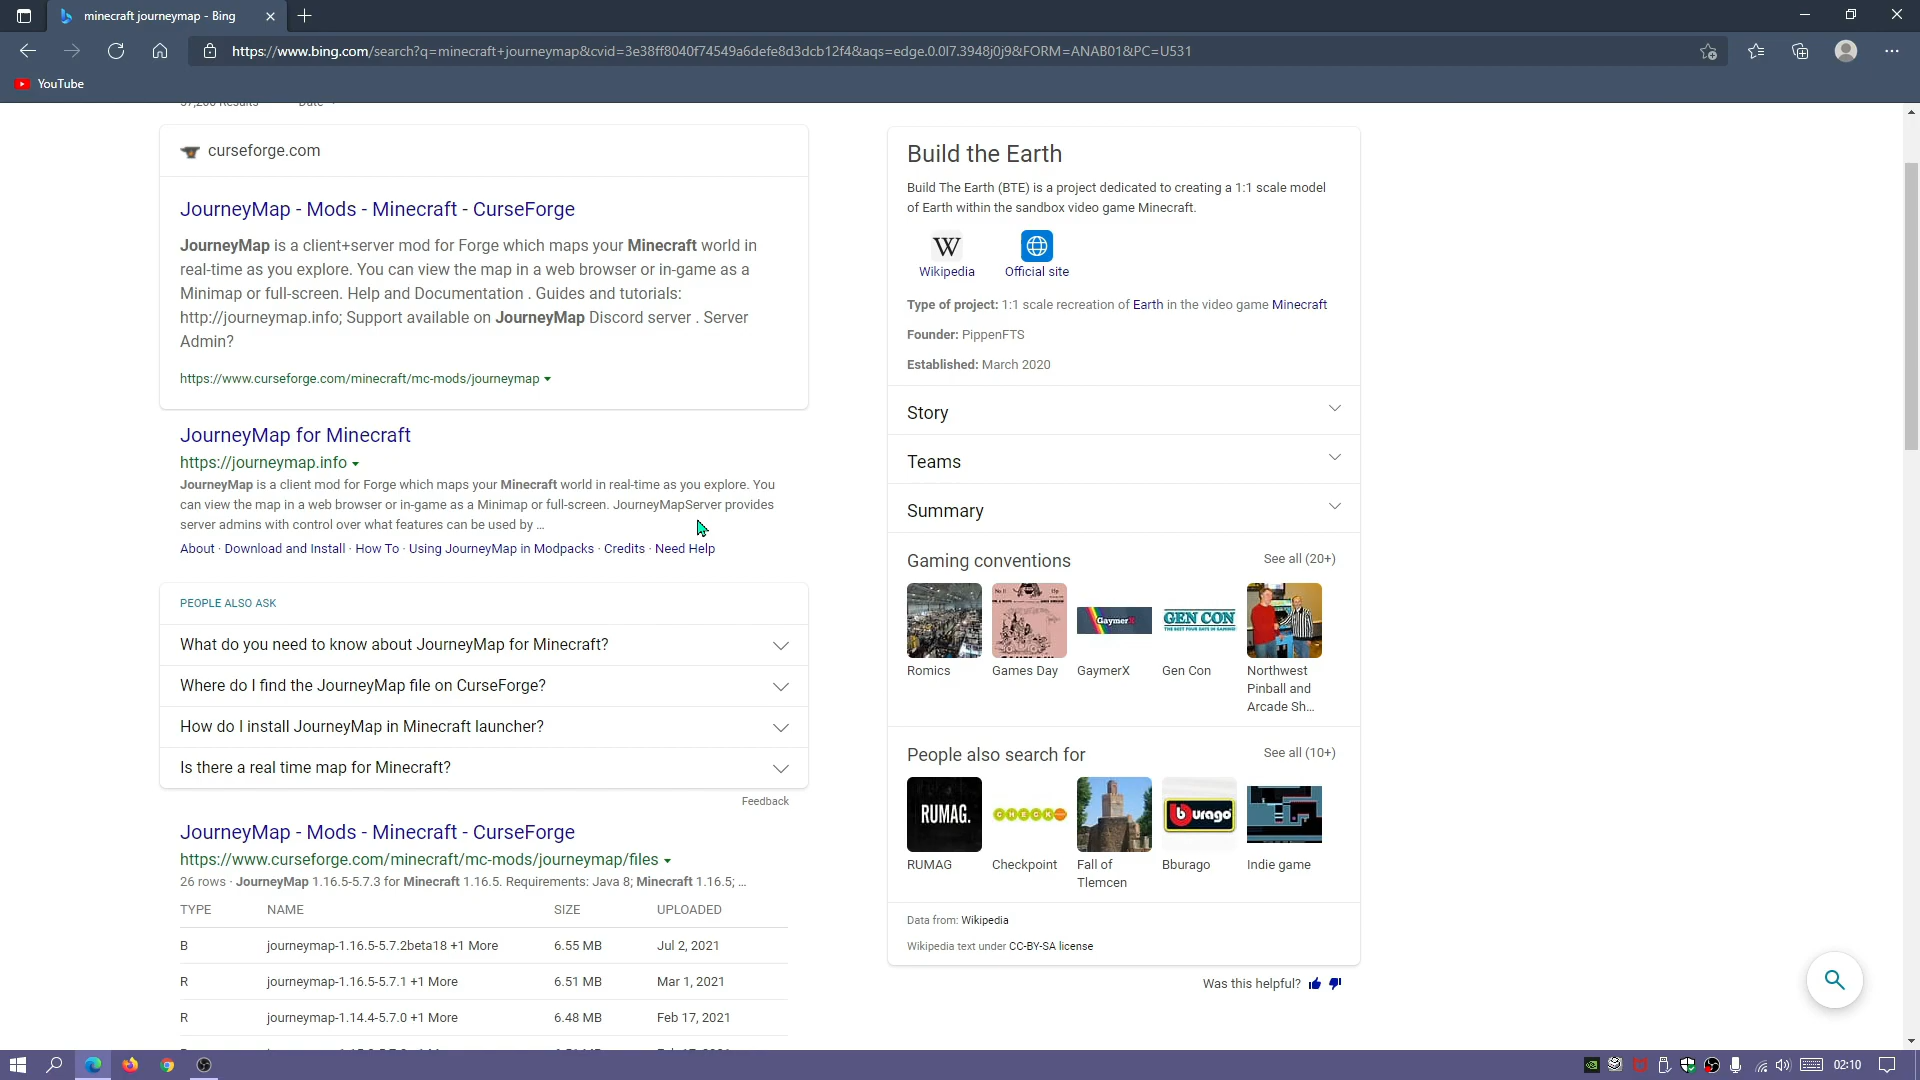 minecraft journeymap - Bing
https://www.bing.com/search?q=minecraft+journeymap&cvid=3e38ff8040f74549a6defe8d3dcb12f4&aqs=edge.0.0l7.3948j0j9&FORM=ANAB01&PC=U531
YouTube
curseforge.com
JourneyMap - Mods - Minecraft - CurseForge
JourneyMap is a client+server mod for Forge which maps your Minecraft world in
real-time as you explore. You can view the map in a web browser or in-game as a
Minimap or full-screen. Help and Documentation . Guides and tutorials:
http://journeymap.info; Support available on JourneyMap Discord server . Server
Admin?
https://www.curseforge.com/minecraft/mc-mods/journeymap
JourneyMap for Minecraft
https://journeymap.info
JourneyMap is a client mod for Forge which maps your Minecraft world in real-time as you explore. You
can view the map in a web browser or in-game as a Minimap or full-screen. JourneyMapServer provides
server admins with control over what features can be used by ...
About · Download and Install · How To · Using JourneyMap in Modpacks · Credits · Need Help
PEOPLE ALSO ASK
What do you need to know about JourneyMap for Minecraft?
Where do I find the JourneyMap file on CurseForge?
How do I install JourneyMap in Minecraft launcher?
Is there a real time map for Minecraft?
Feedback
JourneyMap - Mods - Minecraft - CurseForge
https://www.curseforge.com/minecraft/mc-mods/journeymap/files
26 rows · JourneyMap 1.16.5-5.7.3 for Minecraft 1.16.5. Requirements: Java 8; Minecraft 1.16.5; ...
TYPE NAME SIZE UPLOADED
B journeymap-1.16.5-5.7.2beta18 +1 More 6.55 MB Jul 2, 2021
R journeymap-1.16.5-5.7.1 +1 More 6.51 MB Mar 1, 2021
R journeymap-1.14.4-5.7.0 +1 More 6.48 MB Feb 17, 2021
Build the Earth
Build The Earth (BTE) is a project dedicated to creating a 1:1 scale model
of Earth within the sandbox video game Minecraft.
W
Wikipedia Official site
Type of project: 1:1 scale recreation of Earth in the video game Minecraft
Founder: PippenFTS
Established: March 2020
Story
Teams
Summary
Gaming conventions See all (20+)
GaymerX
GEN CON
THE BEST FOUR DAYS IN GAMING!
Romics Games Day GaymerX Gen Con Northwest
Pinball and
Arcade Sh...
People also search for See all (10+)
RUMAG.
CHECK
burago
RUMAG Checkpoint Fall of Bburago Indie game
Tlemcen
Data from: Wikipedia
Wikipedia text under CC-BY-SA license
Was this helpful?
02:10